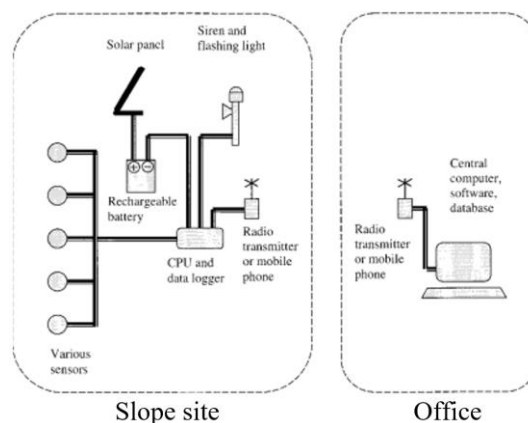 Solar panel
Siren and
flashing light
Rechargeable
battery
CPU and
data logger
Radio
transmitter
or mobile
phone
Various
sensors
Slope site
Central
computer,
software,
database
Radio
transmitter
or mobile
phone
Office